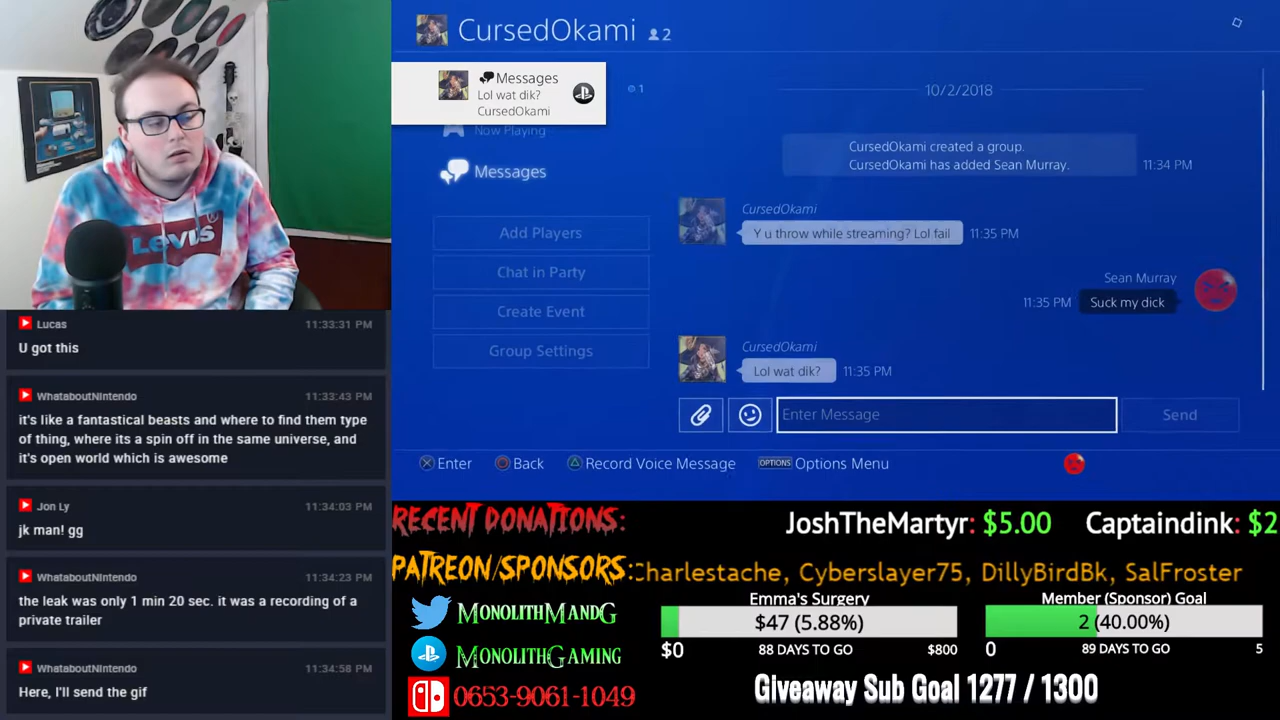 CursedOkami 2
Messages
Lol wat dik?
CursedOkami
1
Now Playing
Messages
Add Players
Chat in Party
Create Event
Group Settings
10/2/2018
CursedOkami created a group.
CursedOkami has added Sean Murray.
11:34 PM
CursedOkami
Y u throw while streaming? Lol fail 11:35 PM
Sean Murray
11:35 PM Suck my dick
CursedOkami
Lol wat dik? 11:35 PM
Enter Message
Send
Enter Back Record Voice Message OPTIONS Options Menu
LEVI'S
Lucas 11:33:31 PM
U got this
WhataboutNintendo 11:33:43 PM
it's like a fantastical beasts and where to find them type
of thing, where its a spin off in the same universe, and
it's open world which is awesome
Jon Ly 11:34:03 PM
jk man! gg
WhataboutNintendo 11:34:23 PM
the leak was only 1 min 20 sec. it was a recording of a
private trailer
WhataboutNintendo 11:34:58 PM
Here, I'll send the gif
RECENT DONATIONS: JoshTheMartyr: $5.00 Captaindink: $2
PATREON/SPONSORS: Charlestache, Cyberslayer75, DillyBirdBk, SalFroster
MonolithMandG
MonolithGaming
0653-9061-1049
Emma's Surgery
$47 (5.88%)
$0 88 DAYS TO GO $800
Member (Sponsor) Goal
2 (40.00%)
0 89 DAYS TO GO 5
Giveaway Sub Goal 1277 / 1300